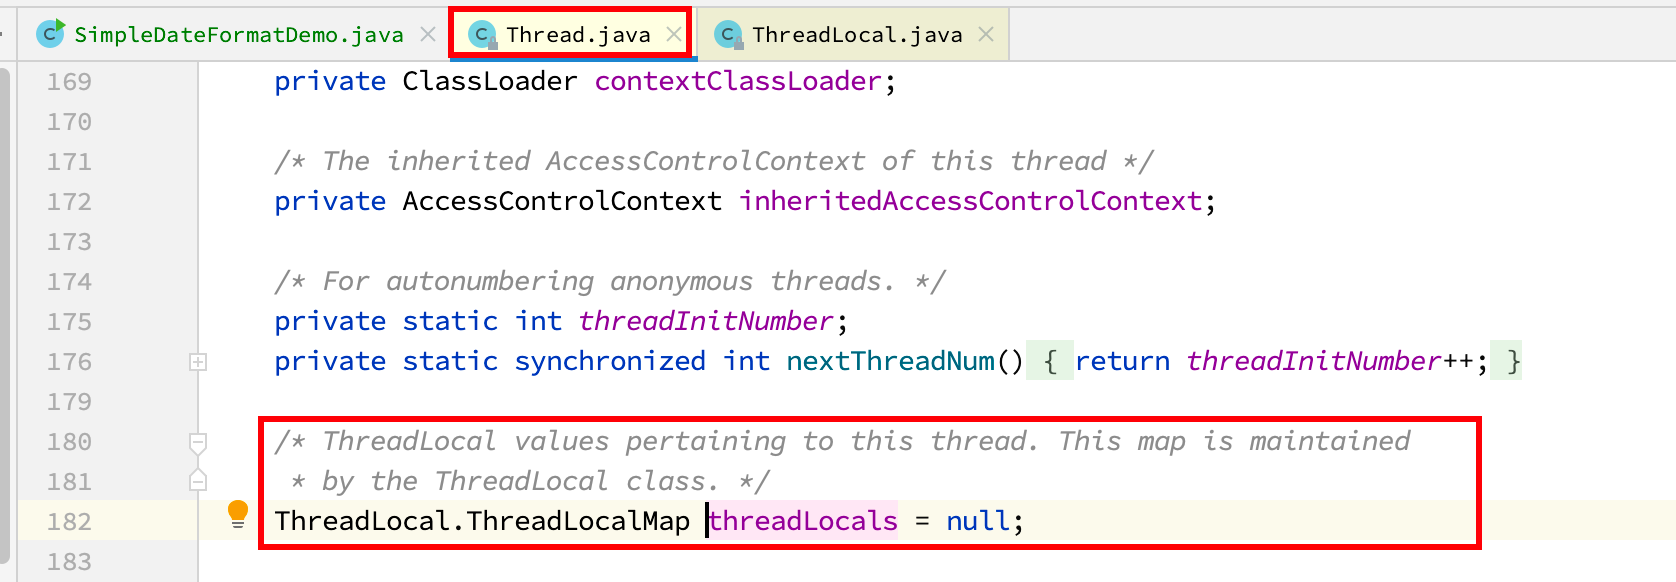 SimpleDateFormatDemo.java Thread.java ThreadLocal.java
169 private ClassLoader contextClassLoader;
170
171 /* The inherited AccessControlContext of this thread */
172 private AccessControlContext inheritedAccessControlContext;
173
174 /* For autonumbering anonymous threads. */
175 private static int threadInitNumber;
176 private static synchronized int nextThreadNum() { return threadInitNumber++; }
179
180 /* ThreadLocal values pertaining to this thread. This map is maintained
181 * by the ThreadLocal class. */
182 ThreadLocal.ThreadLocalMap threadLocals = null;
183